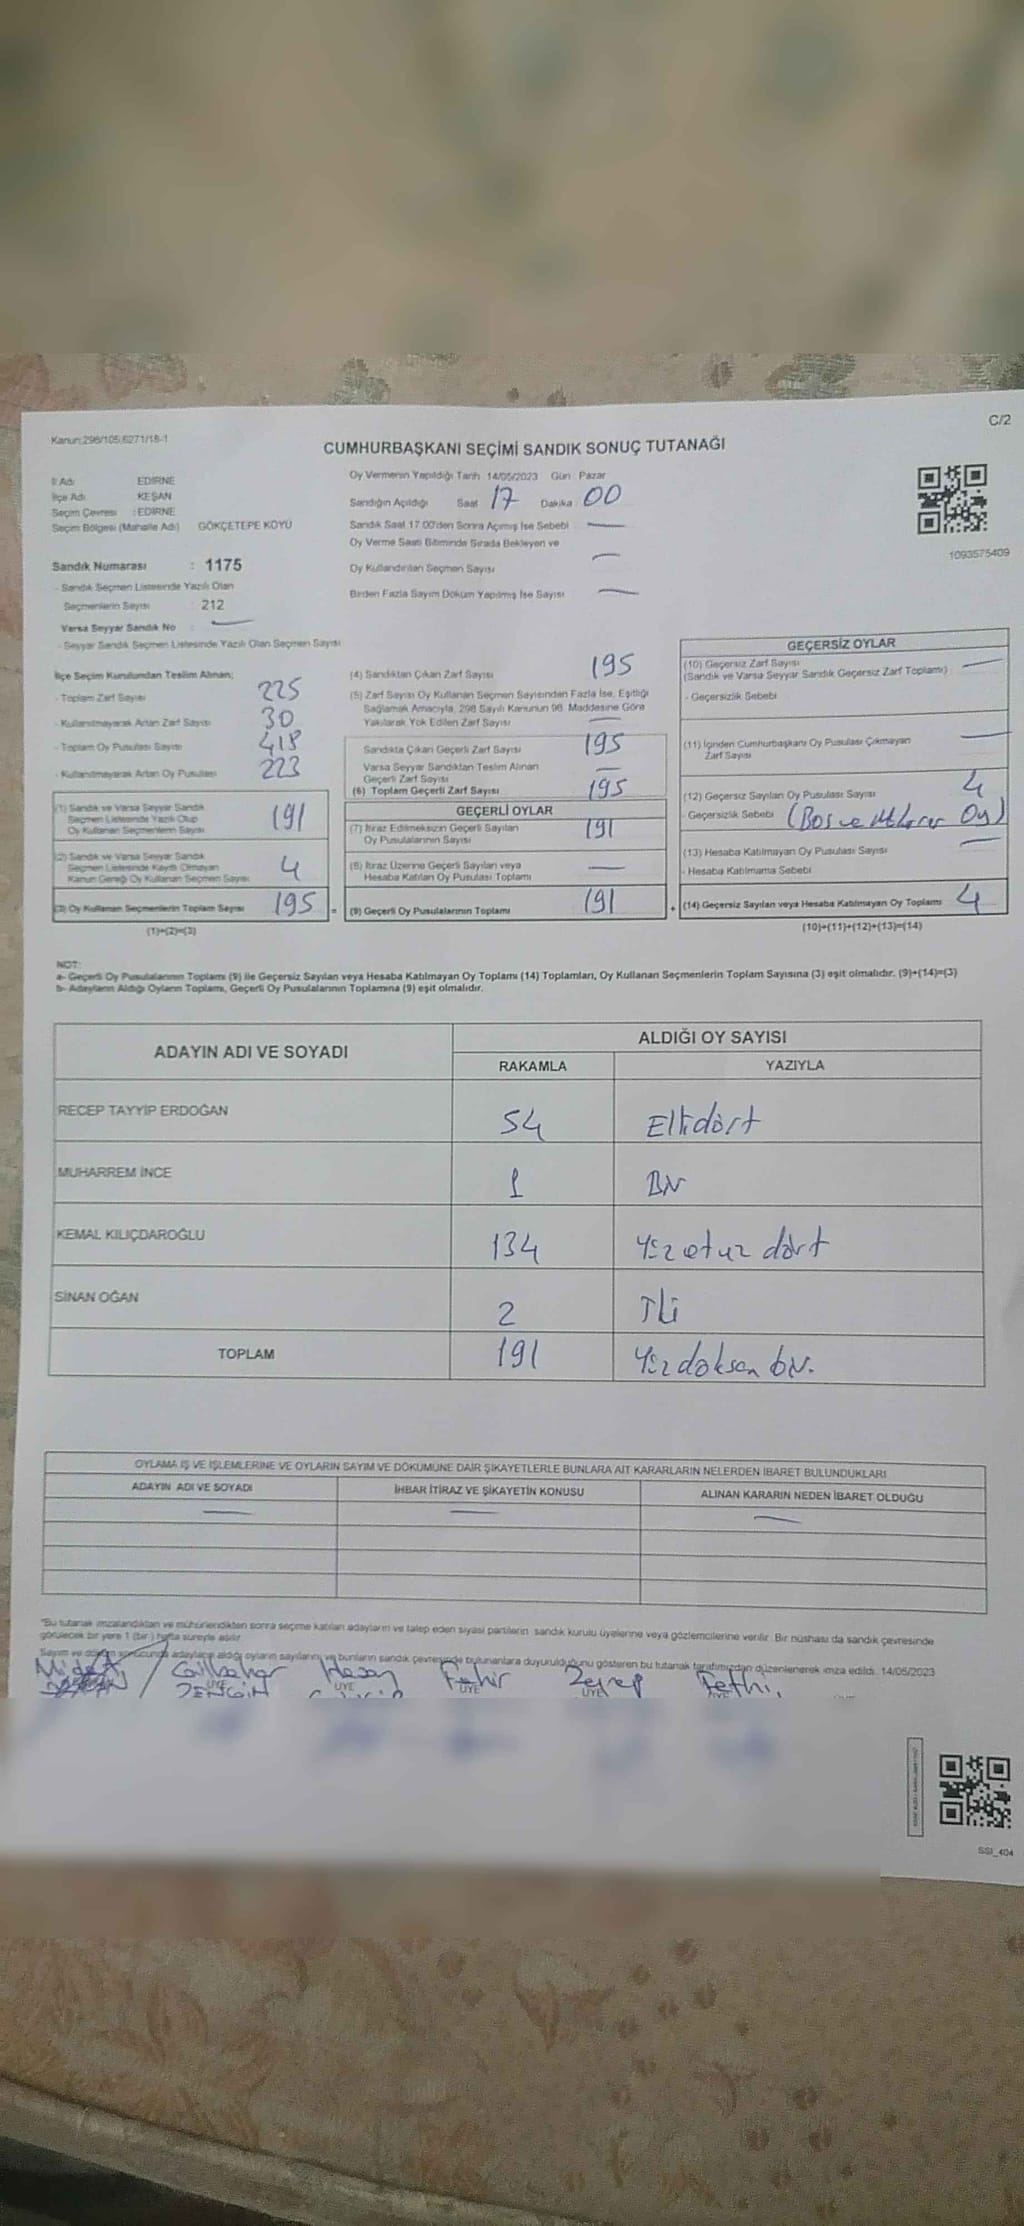 Kanun:298/105,6271/18-1
C/2
CUMHURBAŞKANI SEÇİMİ SANDIK SONUÇ TUTANAĞI
İl Adı EDİRNE
İlçe Adı KEŞAN
Seçim Çevresi : EDİRNE
Seçim Bölgesi (Mahalle Adı) GÖKÇETEPE KÖYÜ
Sandık Numarası : 1175
- Sandık Seçmen Listesinde Yazılı Olan
Seçmenlerin Sayısı : 212
Varsa Seyyar Sandık No : —
- Seyyar Sandık Seçmen Listesinde Yazılı Olan Seçmen Sayısı
Oy Vermenin Yapıldığı Tarih 14/05/2023 Gün : Pazar
Sandığın Açıldığı Saat 17 Dakika : 00
Sandık Saat 17.00'den Sonra Açımış İse Sebebi —
Oy Verme Saati Bitiminde Sırada Bekleyen ve
Oy Kullandırılan Seçmen Sayısı —
Birden Fazla Sayım Döküm Yapılmış İse Sayısı —
1093575409
İlçe Seçim Kurulundan Teslim Alınan;
- Toplam Zarf Sayısı 225
- Kullanılmayarak Artan Zarf Sayısı 30
- Toplam Oy Pusulası Sayısı 418
- Kullanılmayarak Artan Oy Pusulası 223
(1) Sandık ve Varsa Seyyar Sandık
Seçmen Listesinde Yazılı Olup
Oy Kullanan Seçmenlerin Sayısı 191
(2) Sandık ve Varsa Seyyar Sandık
Seçmen Listesinde Kayıtlı Olmayan
Kanun Gereği Oy Kullanan Seçmen Sayısı 4
(3) Oy Kullanan Seçmenlerin Toplam Sayısı 195 =
(1)+(2)=(3)
(4) Sandıktan Çıkan Zarf Sayısı 195
(5) Zarf Sayısı Oy Kullanan Seçmen Sayısından Fazla İse, Eşitliği
Sağlamak Amacıyla, 298 Sayılı Kanunun 98. Maddesine Göre
Yakılarak Yok Edilen Zarf Sayısı —
Sandıkta Çıkan Geçerli Zarf Sayısı 195
Varsa Seyyar Sandıktan Teslim Alınan
Geçerli Zarf Sayısı —
(6) Toplam Geçerli Zarf Sayısı 195
GEÇERLİ OYLAR
(7) İtiraz Edilmeksizin Geçerli Sayılan
Oy Pusulalarının Sayısı 191
(8) İtiraz Üzerine Geçerli Sayılan veya
Hesaba Katılan Oy Pusulası Toplamı —
(9) Geçerli Oy Pusulalarının Toplamı 191 +
GEÇERSİZ OYLAR
(10) Geçersiz Zarf Sayısı
(Sandık ve Varsa Seyyar Sandık Geçersiz Zarf Toplamı) : —
- Geçersizlik Sebebi
(11) İçinden Cumhurbaşkanı Oy Pusulası Çıkmayan —
Zarf Sayısı
(12) Geçersiz Sayılan Oy Pusulası Sayısı 4
- Geçersizlik Sebebi (Boş ve Oy)
(13) Hesaba Katılmayan Oy Pusulası Sayısı —
- Hesaba Katılmama Sebebi
(14) Geçersiz Sayılan veya Hesaba Katılmayan Oy Toplamı 4
(10)+(11)+(12)+(13)=(14)
NOT:
a- Geçerli Oy Pusulalarının Toplamı (9) ile Geçersiz Sayılan veya Hesaba Katılmayan Oy Toplamı (14) Toplamları, Oy Kullanan Seçmenlerin Toplam Sayısına (3) eşit olmalıdır. (9)+(14)=(3)
b- Adayların Aldığı Oyların Toplamı, Geçerli Oy Pusulalarının Toplamına (9) eşit olmalıdır.
ADAYIN ADI VE SOYADI
ALDIĞI OY SAYISI
RAKAMLA YAZIYLA
RECEP TAYYİP ERDOĞAN 54 Ellidört
MUHARREM İNCE 1 Bir
KEMAL KILIÇDAROĞLU 134 Yüz otuz dört
SİNAN OĞAN 2 İki
TOPLAM 191 Yüz doksan bir.
OYLAMA İŞ VE İŞLEMLERİNE VE OYLARIN SAYIM VE DÖKÜMÜNE DAİR ŞİKAYETLERLE BUNLARA AİT KARARLARIN NELERDEN İBARET BULUNDUKLARI
ADAYIN ADI VE SOYADI İHBAR İTİRAZ VE ŞİKAYETİN KONUSU ALINAN KARARIN NEDEN İBARET OLDUĞU
— — —
*Bu tutanak imzalandıktan ve mühürlendikten sonra seçime katılan adayların ve talep eden siyasi partilerin sandık kurulu üyelerine veya gözlemcilerine verilir. Bir nüshası da sandık çevresinde
görülecek bir yere 1 (bir) hafta süreyle asılır.
Sayım ve döküm sonucunda adayların aldığı oyların sayılarını ve bunların sandık çevresinde bulunanlara duyurulduğunu gösteren bu tutanak tarafımızdan düzenlenerek imza edildi. 14/05/2023
Hasan Zeynep Fethi
ÜYE ÜYE ÜYE ÜYE
ZENGİN
SSI_404